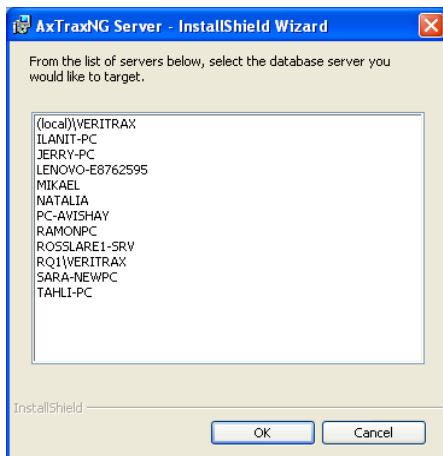 AxTraxNG Server - InstallShield Wizard
From the list of servers below, select the database server you
would like to target.
(local)\VERITRAX
ILANIT-PC
JERRY-PC
LENOVO-E8762595
MIKAEL
NATALIA
PC-AVISHAY
RAMONPC
ROSSLARE1-SRV
RQ1\VERITRAX
SARA-NEWPC
TAHLI-PC
InstallShield
OK
Cancel